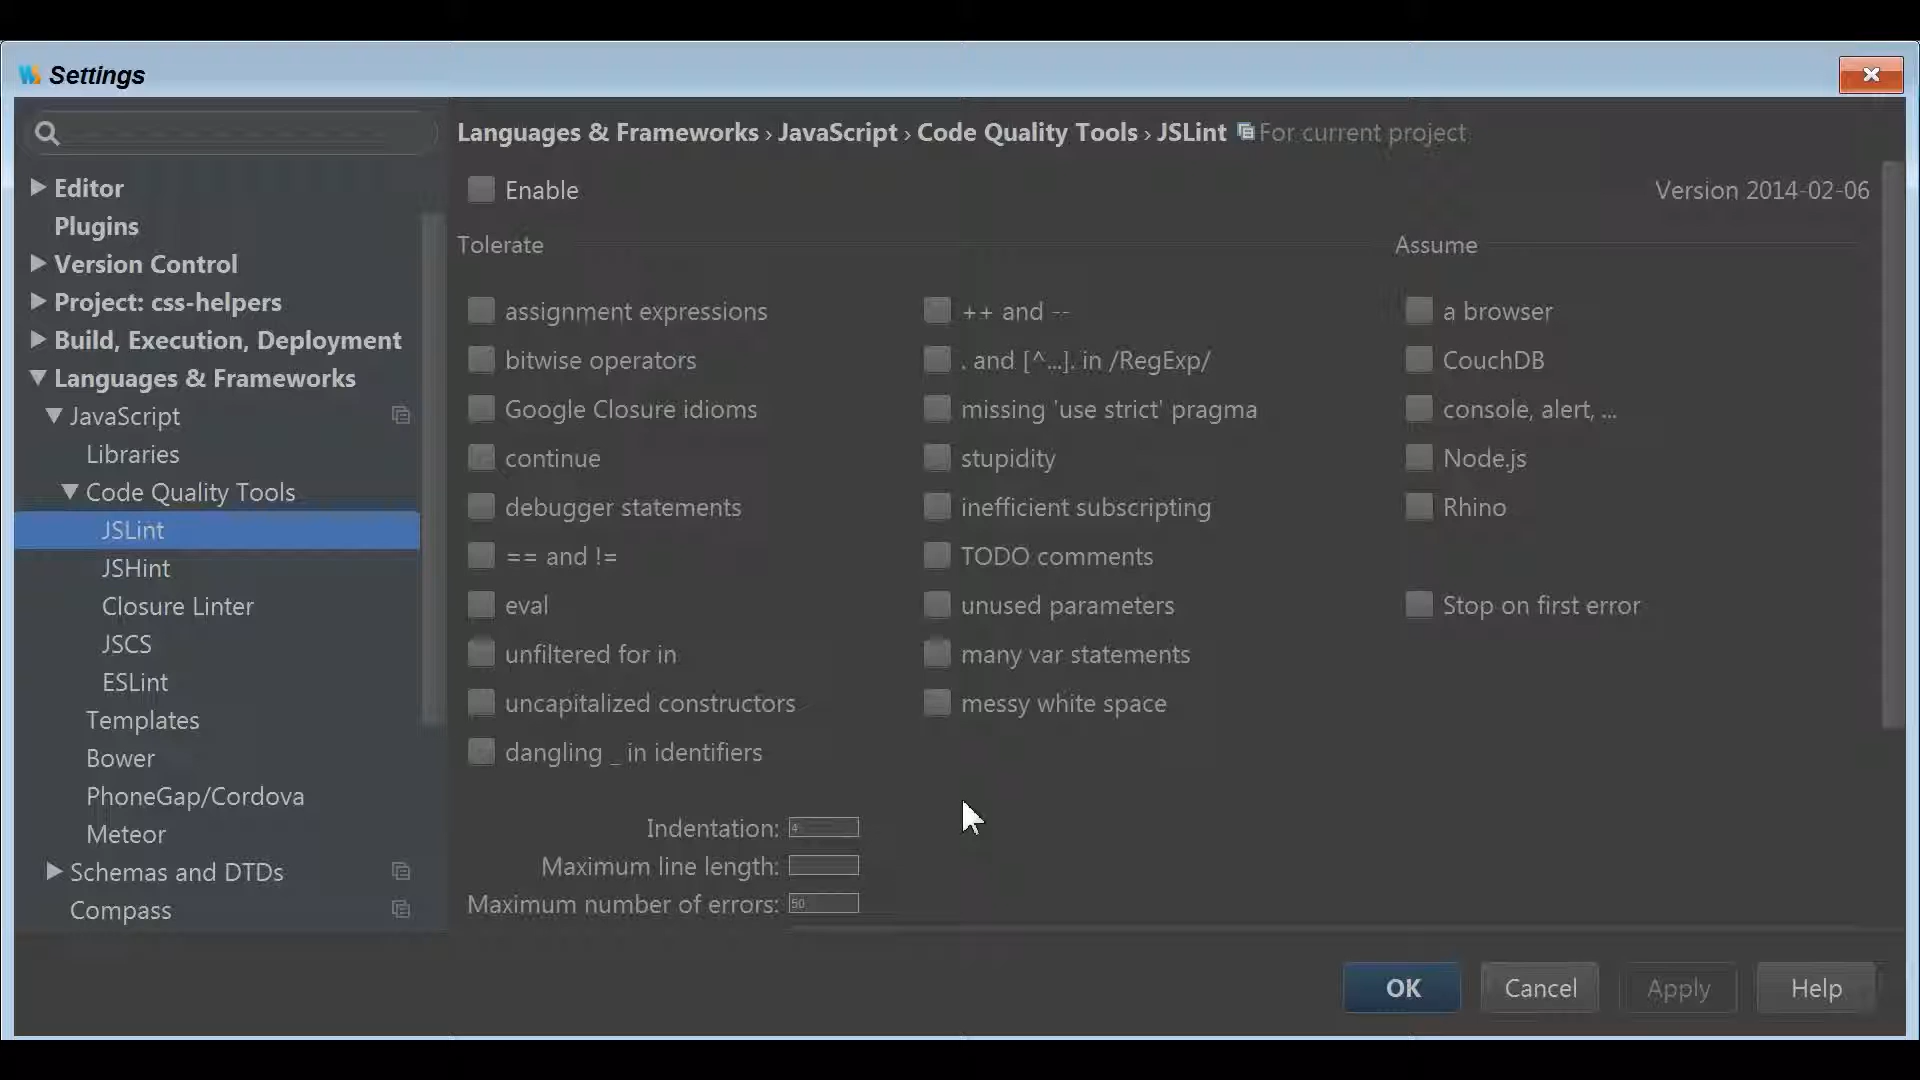 Settings
Languages & Frameworks › JavaScript › Code Quality Tools › JSLint For current project
Editor
Plugins
Version Control
Project: css-helpers
Build, Execution, Deployment
Languages & Frameworks
JavaScript
Libraries
Code Quality Tools
JSLint
JSHint
Closure Linter
JSCS
ESLint
Templates
Bower
PhoneGap/Cordova
Meteor
Schemas and DTDs
Compass
Enable
Version 2014-02-06
Tolerate
assignment expressions
bitwise operators
Google Closure idioms
continue
debugger statements
== and !=
eval
unfiltered for in
uncapitalized constructors
dangling _ in identifiers
++ and --
. and [^...]. in /RegExp/
missing 'use strict' pragma
stupidity
inefficient subscripting
TODO comments
unused parameters
many var statements
messy white space
Assume
a browser
CouchDB
console, alert, ...
Node.js
Rhino
Stop on first error
Indentation: 4
Maximum line length:
Maximum number of errors: 50
OK
Cancel
Apply
Help